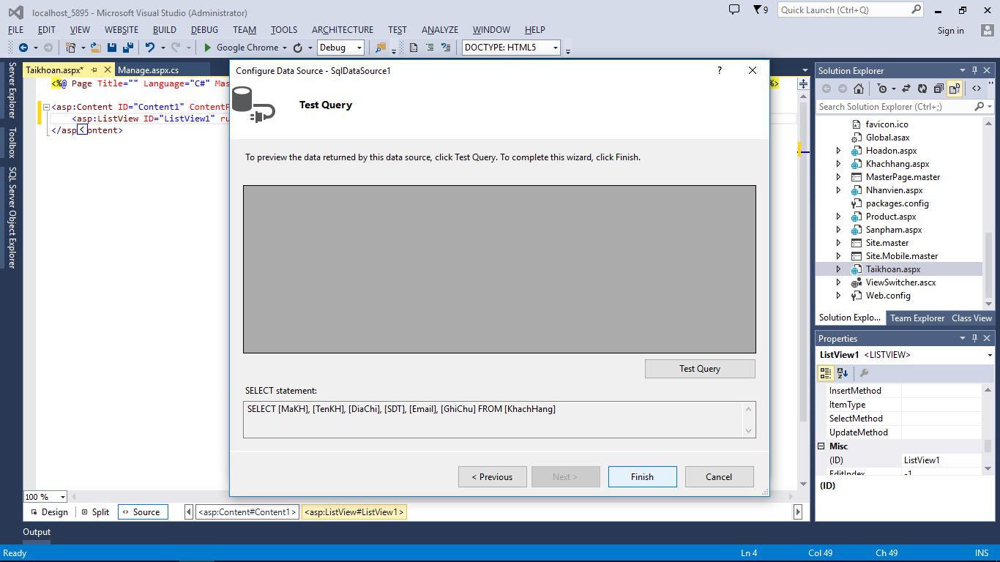 localhost_5895 - Microsoft Visual Studio (Administrator)
9
Quick Launch (Ctrl+Q)
FILE EDIT VIEW WEBSITE BUILD DEBUG TEAM TOOLS ARCHITECTURE TEST ANALYZE WINDOW HELP
Sign in
Google Chrome
Debug
DOCTYPE: HTML5
Server Explorer
Toolbox
SQL Server Object Explorer
Taikhoan.aspx*
Manage.aspx.cs
<%@ Page Title="" Language="C#" Mas
%>
<asp:Content ID="Content1" ContentP
<asp:ListView ID="ListView1" ru
</asp:Content>
Configure Data Source - SqlDataSource1
?
Test Query
To preview the data returned by this data source, click Test Query. To complete this wizard, click Finish.
Test Query
SELECT statement:
SELECT [MaKH], [TenKH], [DiaChi], [SDT], [Email], [GhiChu] FROM [KhachHang]
< Previous
Next >
Finish
Cancel
Solution Explorer
Search Solution Explorer (Ctrl+;)
favicon.ico
Global.asax
Hoadon.aspx
Khachhang.aspx
MasterPage.master
Nhanvien.aspx
packages.config
Product.aspx
Sanpham.aspx
Site.master
Site.Mobile.master
Taikhoan.aspx
ViewSwitcher.ascx
Web.config
Solution Explo... Team Explorer Class View
Properties
ListView1 <LISTVIEW>
InsertMethod
ItemType
SelectMethod
UpdateMethod
Misc
(ID) ListView1
EditIndex -1
(ID)
100 %
Design Split Source
<asp:Content#Content1> <asp:ListView#ListView1>
Output
Ready
Ln 4 Col 49 Ch 49 INS